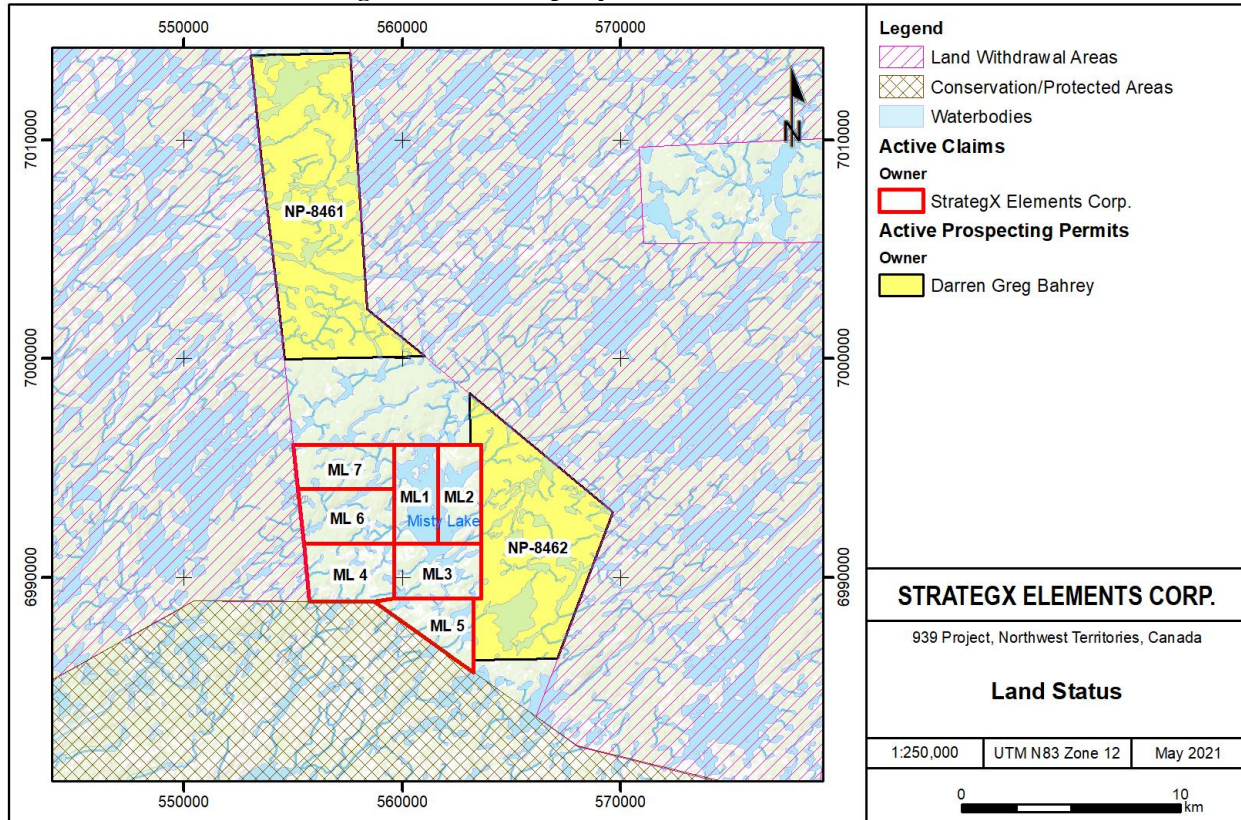 550000
560000
570000
7010000
7000000
6990000
7010000
7000000
6990000
550000
560000
570000
NP-8461
ML 7
ML1
ML2
ML 6
Misty Lake
NP-8462
ML 4
ML3
ML 5
N
Legend
Land Withdrawal Areas
Conservation/Protected Areas
Waterbodies
Active Claims
Owner
StrategX Elements Corp.
Active Prospecting Permits
Owner
Darren Greg Bahrey
STRATEGX ELEMENTS CORP.
939 Project, Northwest Territories, Canada
Land Status
1:250,000
UTM N83 Zone 12
May 2021
0
10
km